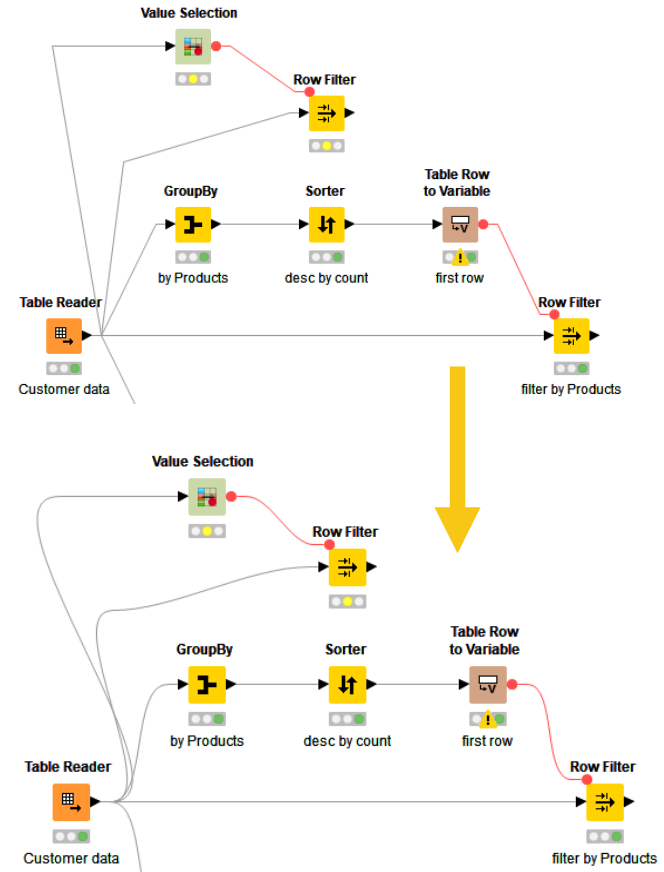 Value Selection
Row Filter
Table Row
to Variable
GroupBy
Sorter
by Products
desc by count
first row
Table Reader
Row Filter
Customer data
filter by Products
Value Selection
Row Filter
Table Row
to Variable
GroupBy
Sorter
by Products
desc by count
first row
Table Reader
Row Filter
Customer data
filter by Products